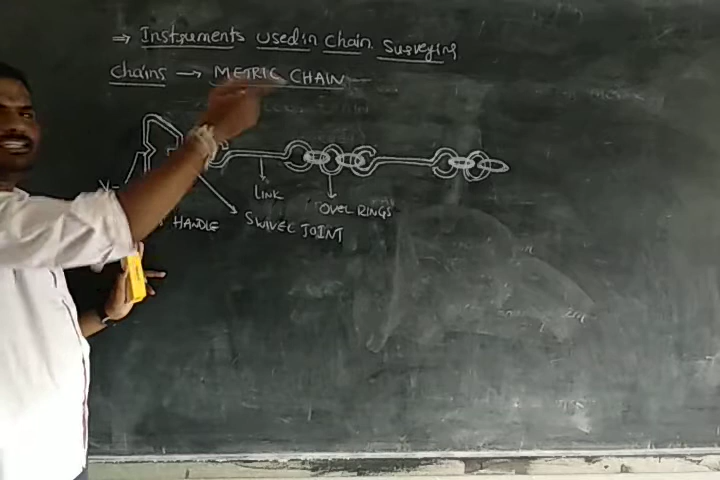 ⇒ Instruments used in Chain Surveying
Chains → METRIC CHAIN
LINK
OVEL RINGS
HANDLE
SWIVEL JOINT